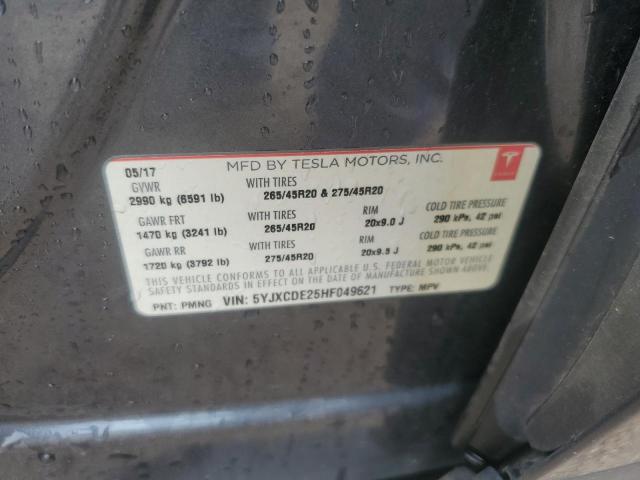 05/17 MFD BY TESLA MOTORS, INC.
GVWR WITH TIRES
2990 kg (6591 lb) 265/45R20 & 275/45R20
GAWR FRT WITH TIRES RIM COLD TIRE PRESSURE
1470 kg (3241 lb) 265/45R20 20x9.0 J 290 kPa, 42 psi
GAWR RR WITH TIRES RIM COLD TIRE PRESSURE
1720 kg (3792 lb) 275/45R20 20x9.5 J 290 kPa, 42 psi
THIS VEHICLE CONFORMS TO ALL APPLICABLE U.S. FEDERAL MOTOR VEHICLE
SAFETY STANDARDS IN EFFECT ON THE DATE OF MANUFACTURE SHOWN ABOVE.
PNT: PMNG VIN: 5YJXCDE25HF049621 TYPE: MPV